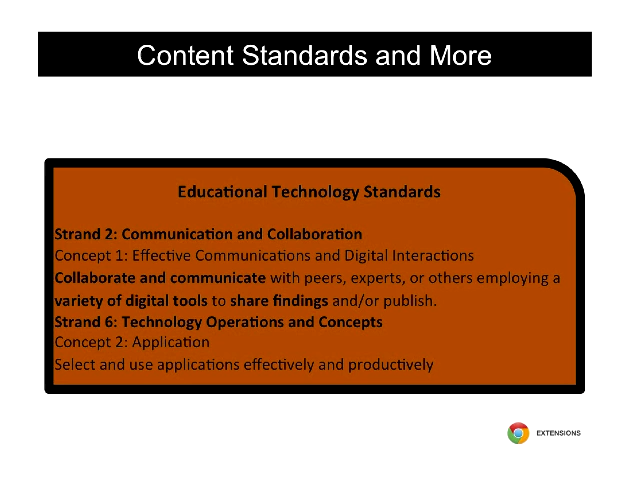 Content Standards and More
Educational Technology Standards
Strand 2: Communication and Collaboration
Concept 1: Effective Communications and Digital Interactions
Collaborate and communicate with peers, experts, or others employing a
variety of digital tools to share findings and/or publish.
Strand 6: Technology Operations and Concepts
Concept 2: Application
Select and use applications effectively and productively
EXTENSIONS